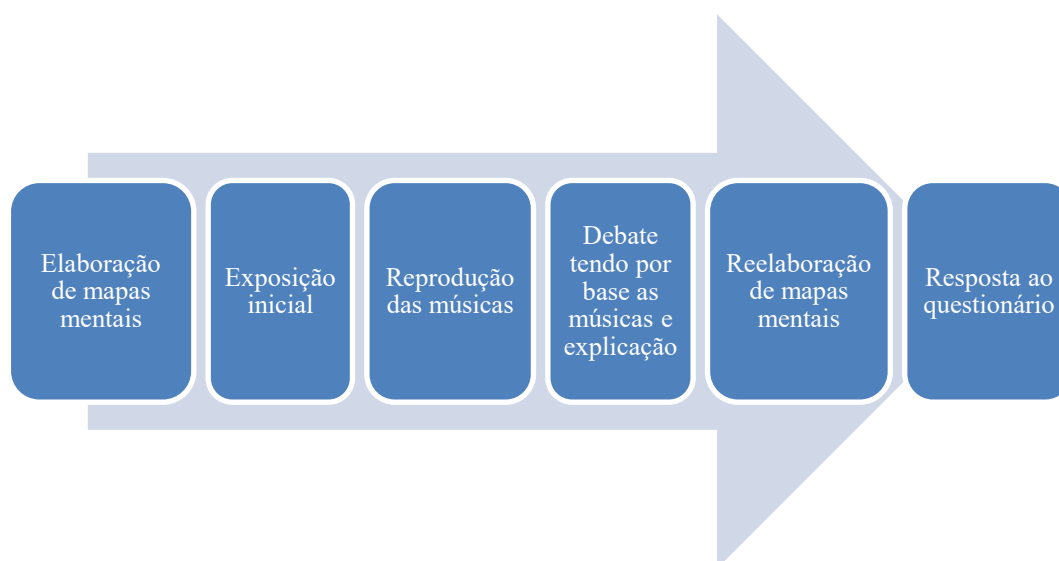 Elaboração
de mapas
mentais
Exposição
inicial
Reprodução
das músicas
Debate
tendo por
base as
músicas e
explicação
Reelaboração
de mapas
mentais
Resposta ao
questionário